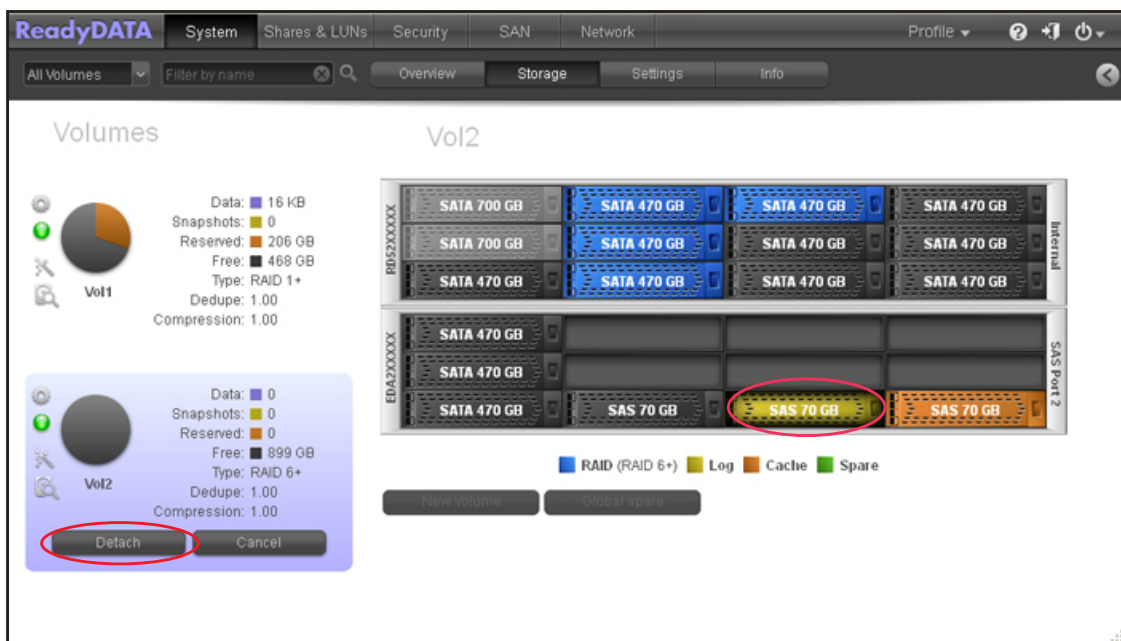 ReadyDATA System Shares & LUNs Security SAN Network Profile
All Volumes Filter by name Overview Storage Settings Info
Volumes
Data: 16 KB
Snapshots: 0
Reserved: 206 GB
Free: 468 GB
Type: RAID 1+
Dedupe: 1.00
Compression: 1.00
Vol1
Data: 0
Snapshots: 0
Reserved: 0
Free: 899 GB
Type: RAID 6+
Dedupe: 1.00
Compression: 1.00
Vol2
Detach Cancel
Vol2
RDS2XXXXX
SATA 700 GB SATA 470 GB SATA 470 GB SATA 470 GB
SATA 700 GB SATA 470 GB SATA 470 GB SATA 470 GB
SATA 470 GB SATA 470 GB SATA 470 GB SATA 470 GB
Internal
EDA2XXXXX
SATA 470 GB
SATA 470 GB
SATA 470 GB SAS 70 GB SAS 70 GB SAS 70 GB
SAS Port 2
RAID (RAID 6+) Log Cache Spare
New Volume Global spare